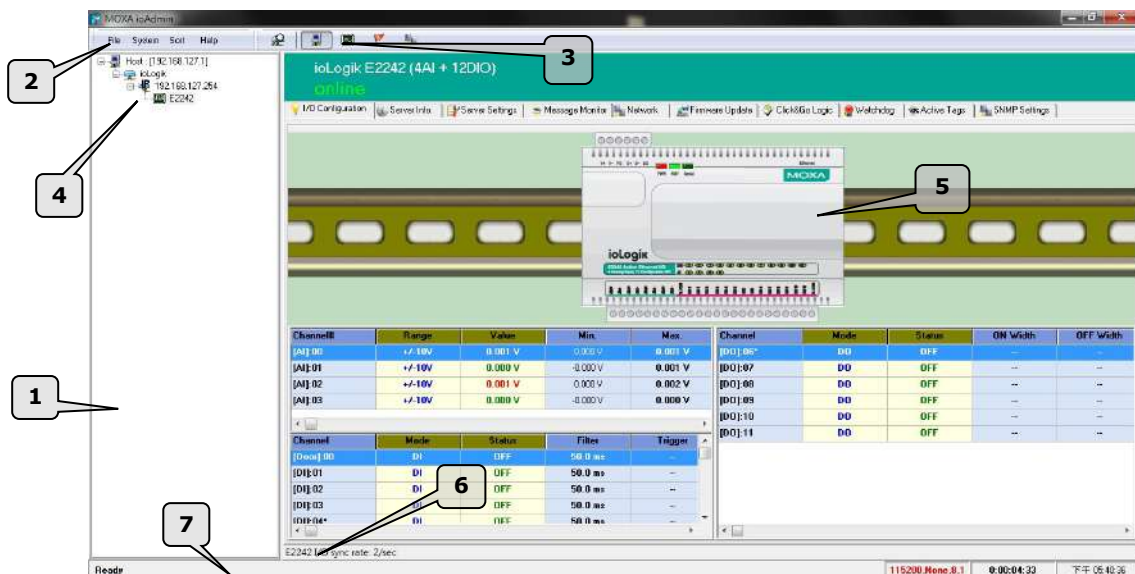 MOXA ioAdmin
File System Sort Help
2
3
Host : [192.168.127.1]
ioLogik
192.168.127.254
E2242
4
1
ioLogik E2242 (4AI + 12DIO)
online
I/O Configuration Server Info. Server Settings Message Monitor Network Firmware Update Click&Go Logic Watchdog Active Tags SNMP Settings
Ethernet
MOXA
5
ioLogik
Channel Range Value Min. Max.
[AI]:00 +/-10V 0.001 V 0.000 V 0.001 V
[AI]:01 +/-10V 0.000 V -0.000 V 0.001 V
[AI]:02 +/-10V 0.001 V 0.000 V 0.002 V
[AI]:03 +/-10V 0.000 V -0.000 V 0.000 V
Channel Mode Status Filter Trigger
[Door]:00 DI OFF 50.0 ms --
[DI]:01 DI OFF 50.0 ms --
[DI]:02 DI OFF 50.0 ms --
[DI]:03 DI OFF 50.0 ms --
[DI]:04* DI OFF 50.0 ms
6
Channel Mode Status ON Width OFF Width
[DO]:06* DO OFF -- --
[DO]:07 DO OFF -- --
[DO]:08 DO OFF -- --
[DO]:09 DO OFF -- --
[DO]:10 DO OFF -- --
[DO]:11 DO OFF -- --
7
E2242 I/O sync rate: 2/sec
Ready 115200,None,8,1 0:00:04:33 下午 05:40:36